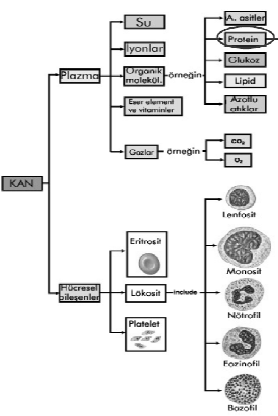 KAN
Plazma
Su
İyonlar
Organik
molekül.
örneğin
A. asitler
Protein
Glukoz
Lipid
Azotlu
atıklar
Eser element
ve vitaminler
Gazlar
örneğin
co₂
o₂
Hücresel
bileşenler
Eritrosit
Lökosit
include
Platelet
Lenfosit
Monosit
Nötrofil
Eozinofil
Bazofil